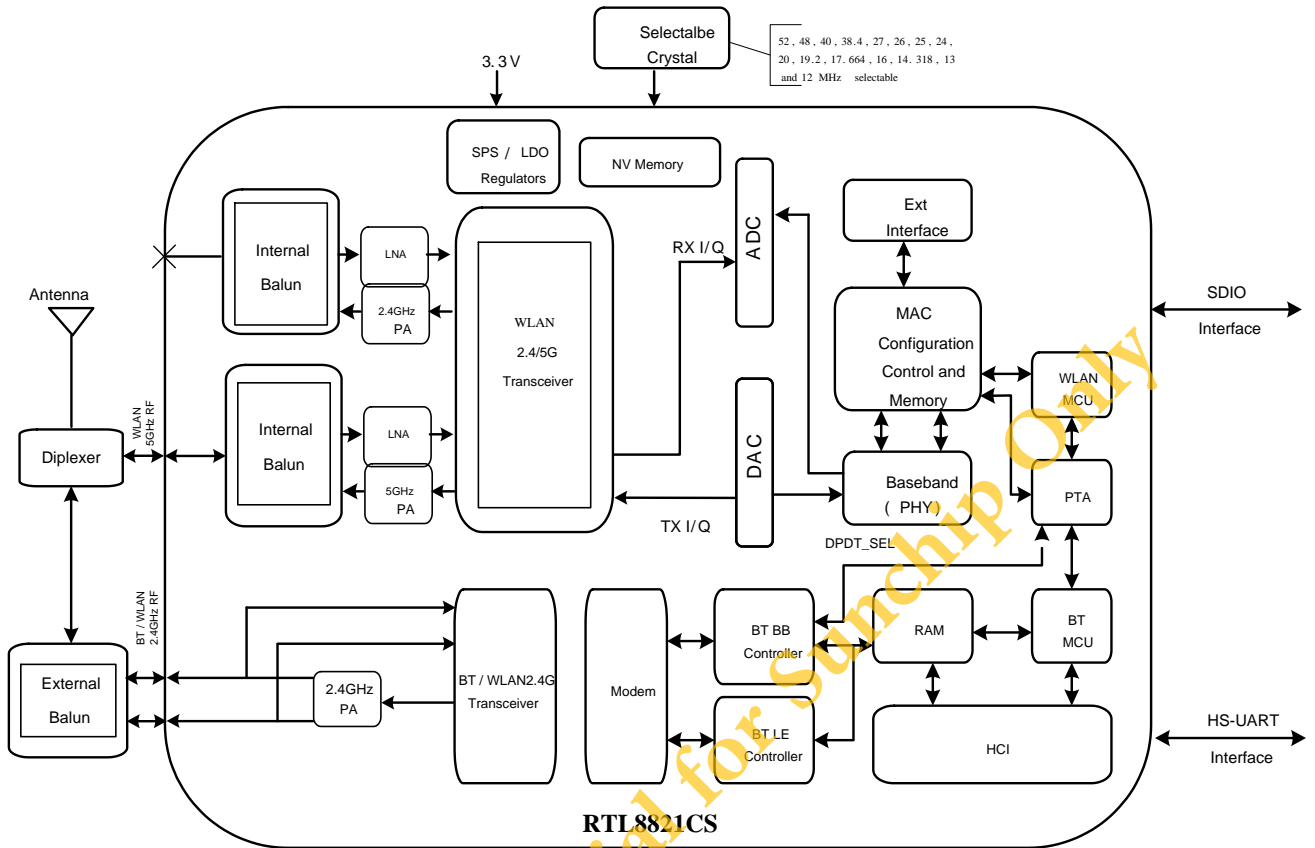 Selectalbe
Crystal
52 , 48 , 40 , 38.4 , 27 , 26 , 25 , 24 ,
20 , 19.2 , 17. 664 , 16 , 14. 318 , 13
and 12 MHz selectable
3. 3 V
SPS / LDO
Regulators
NV Memory
ADC
Ext
Interface
Internal
Balun
LNA
2.4GHz
PA
RX I/ Q
WLAN
2.4/5G
Transceiver
Antenna
SDIO
Interface
MAC
Configuration
Control and
Memory
WLAN
MCU
Diplexer
WLAN
5GHz RF
Internal
Balun
LNA
5GHz
PA
DAC
TX I/ Q
Baseband
( PHY)
PTA
DPDT_SEL
BT / WLAN
2.4GHz RF
External
Balun
2.4GHz
PA
BT / WLAN2.4G
Transceiver
Modem
BT BB
Controller
RAM
BT
MCU
BT LE
Controller
HCI
HS-UART
Interface
RTL8821CS
ial for Sunchip Only